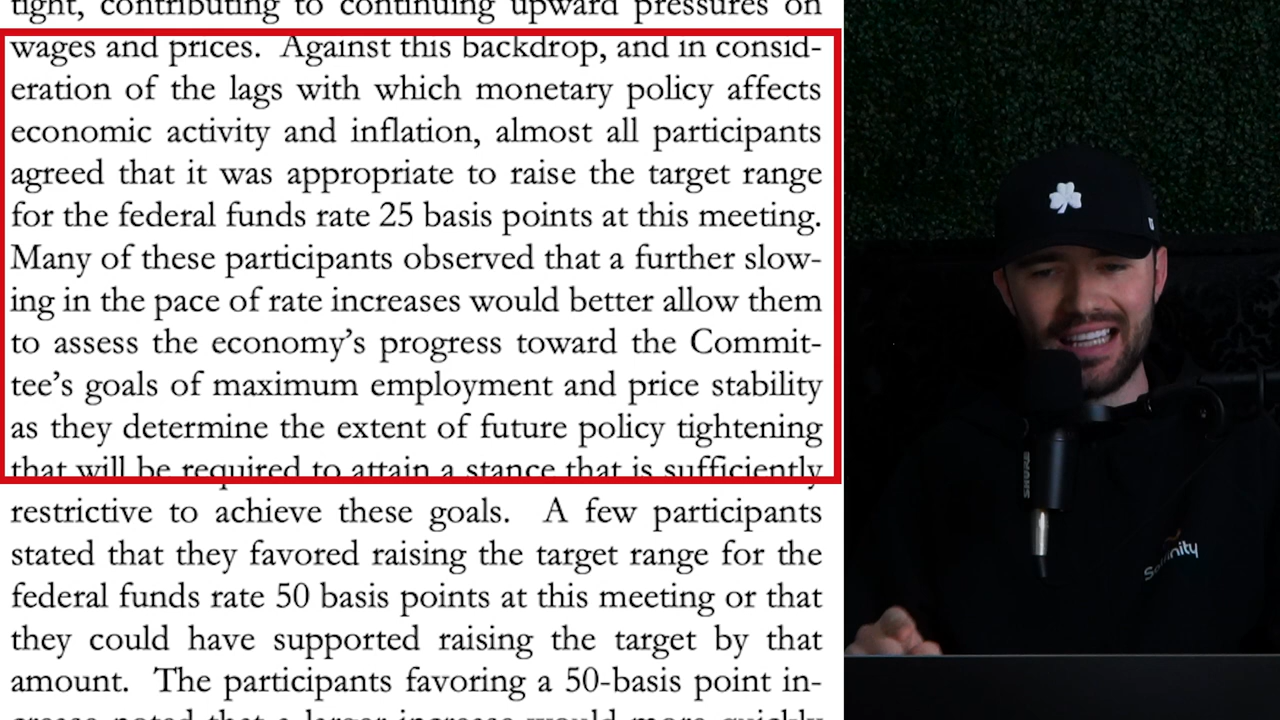 tight, contributing to continuing upward pressures on
wages and prices. Against this backdrop, and in consid-
eration of the lags with which monetary policy affects
economic activity and inflation, almost all participants
agreed that it was appropriate to raise the target range
for the federal funds rate 25 basis points at this meeting.
Many of these participants observed that a further slow-
ing in the pace of rate increases would better allow them
to assess the economy's progress toward the Commit-
tee's goals of maximum employment and price stability
as they determine the extent of future policy tightening
that will be required to attain a stance that is sufficiently
restrictive to achieve these goals. A few participants
stated that they favored raising the target range for the
federal funds rate 50 basis points at this meeting or that
they could have supported raising the target by that
amount. The participants favoring a 50-basis point in-
crease noted that a larger increase would more quickly
SHURE